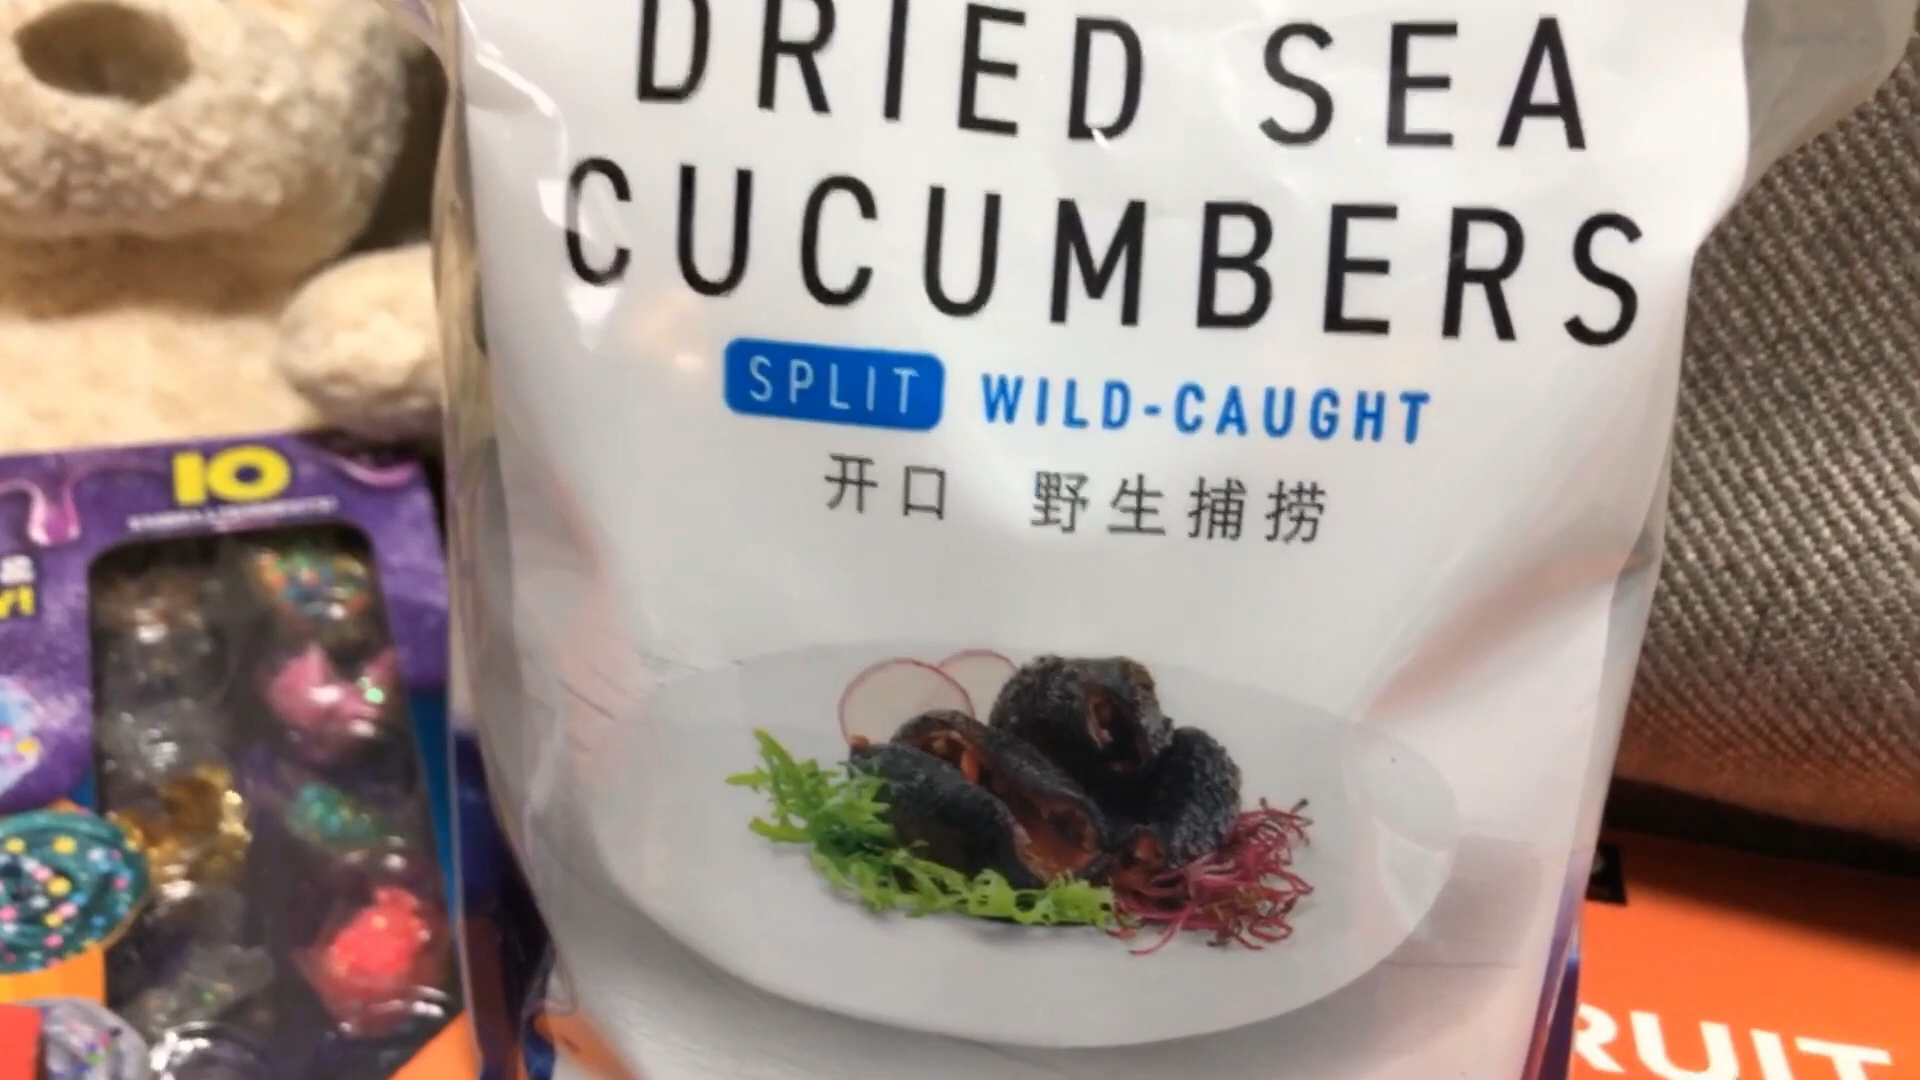 DRIED SEA
CUCUMBERS
SPLIT WILD-CAUGHT
开口 野生捕捞
10
&
Y!
RUIT